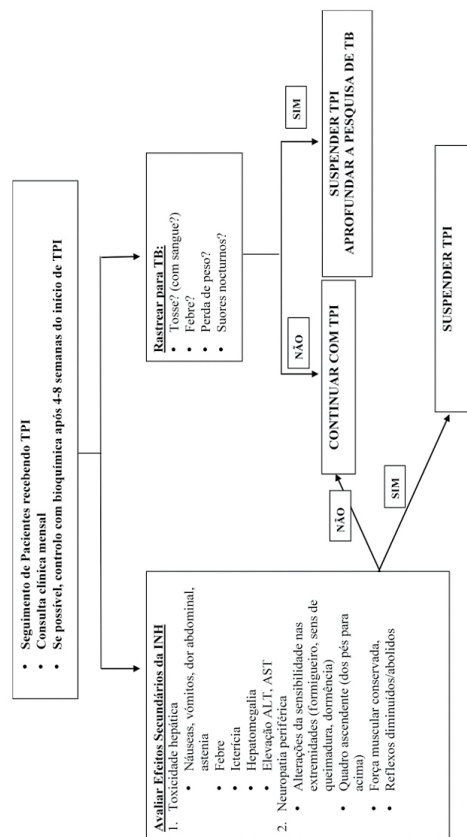 • Seguimento de Pacientes recebendo TPI
• Consulta clínica mensal
• Se possível, controlo com bioquímica após 4-8 semanas do início de TPI
Avaliar Efeitos Secundários da INH
1. Toxicidade hepática
• Náuseas, vómitos, dor abdominal,
astenia
• Febre
• Icterícia
• Hepatomegalia
• Elevação ALT, AST
2. Neuropatia periférica
• Alterações da sensibilidade nas
extremidades (formigueiro, sens de
queimadura, dormência)
• Quadro ascendente (dos pés para
acima)
• Força muscular conservada,
• Reflexos diminuídos/abolidos
Rastrear para TB:
• Tosse? (com sangue?)
• Febre?
• Perda de peso?
• Suores nocturnos?
NÃO
SIM
CONTINUAR COM TPI
SUSPENDER TPI
APROFUNDAR A PESQUISA DE TB
NÃO
SIM
SUSPENDER TPI